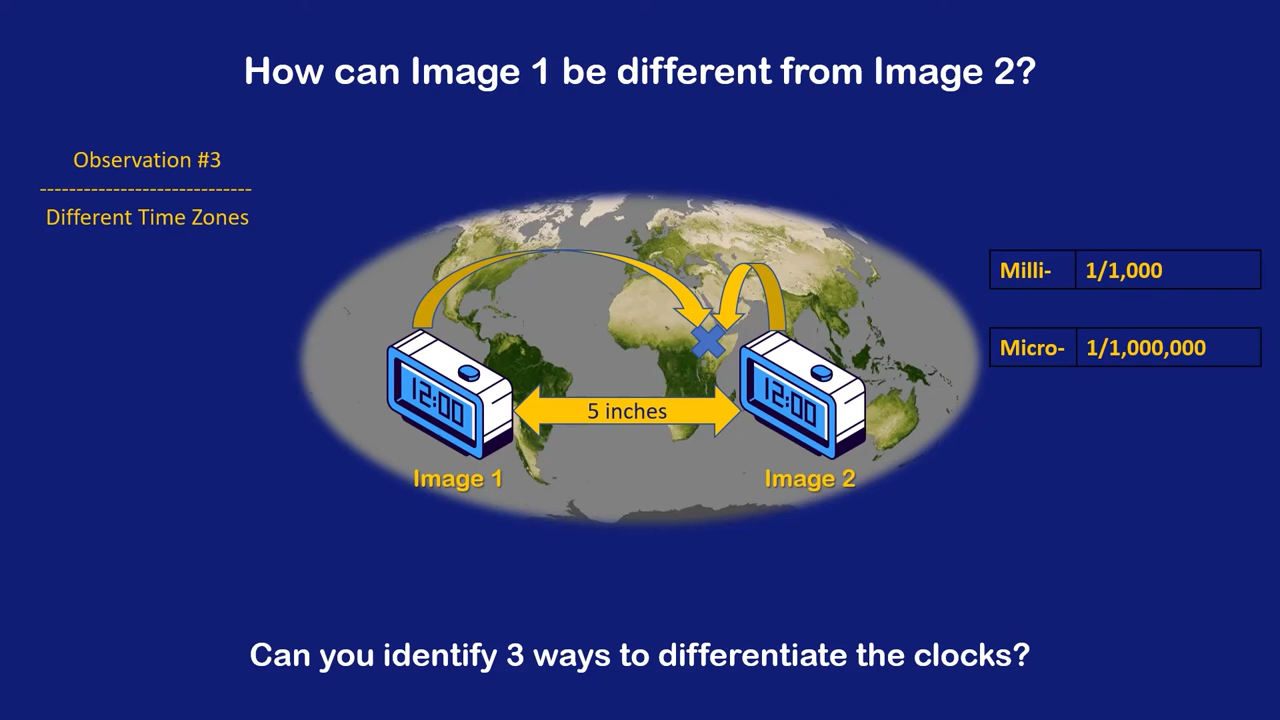 How can Image 1 be different from Image 2?
Observation #3
-----------------------------
Different Time Zones
Milli- 1/1,000
Micro- 1/1,000,000
12:00
12:00
5 inches
Image 1
Image 2
Can you identify 3 ways to differentiate the clocks?